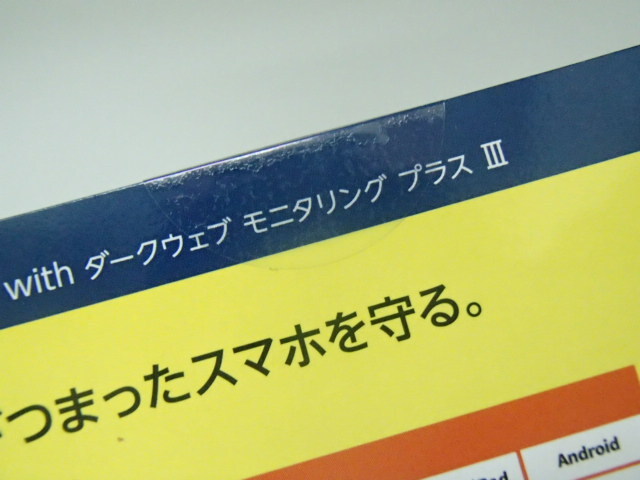 with ダークウェブ モニタリング プラス III
つまったスマホを守る。
Android